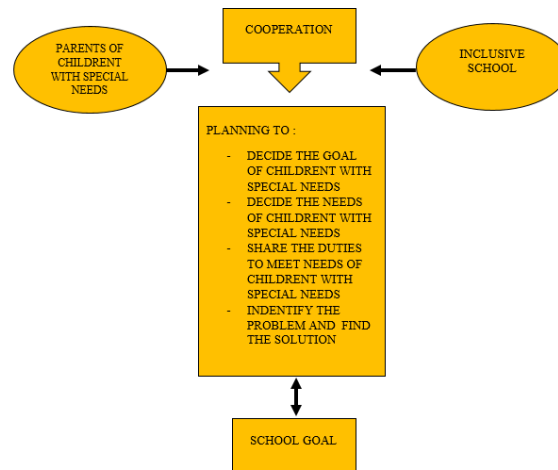 COOPERATION
PARENTS OF
CHILDRENT
WITH SPECIAL
NEEDS
INCLUSIVE
SCHOOL
PLANNING TO :
- DECIDE THE GOAL
OF CHILDRENT WITH
SPECIAL NEEDS
- DECIDE THE NEEDS
OF CHILDRENT WITH
SPECIAL NEEDS
- SHARE THE DUTIES
TO MEET NEEDS OF
CHILDRENT WITH
SPECIAL NEEDS
- INDENTIFY THE
PROBLEM AND FIND
THE SOLUTION
SCHOOL GOAL